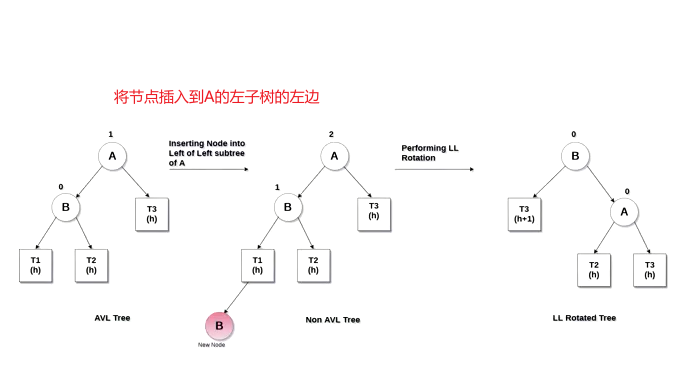 将节点插入到A的左子树的左边
1
A
Inserting Node into
Left of Left subtree
of A
0
B
T3
(h)
T1
(h)
T2
(h)
AVL Tree
2
A
Performing LL
Rotation
1
B
T3
(h)
T1
(h)
T2
(h)
B
New Node
Non AVL Tree
0
B
0
T3
(h+1)
A
T2
(h)
T3
(h)
LL Rotated Tree